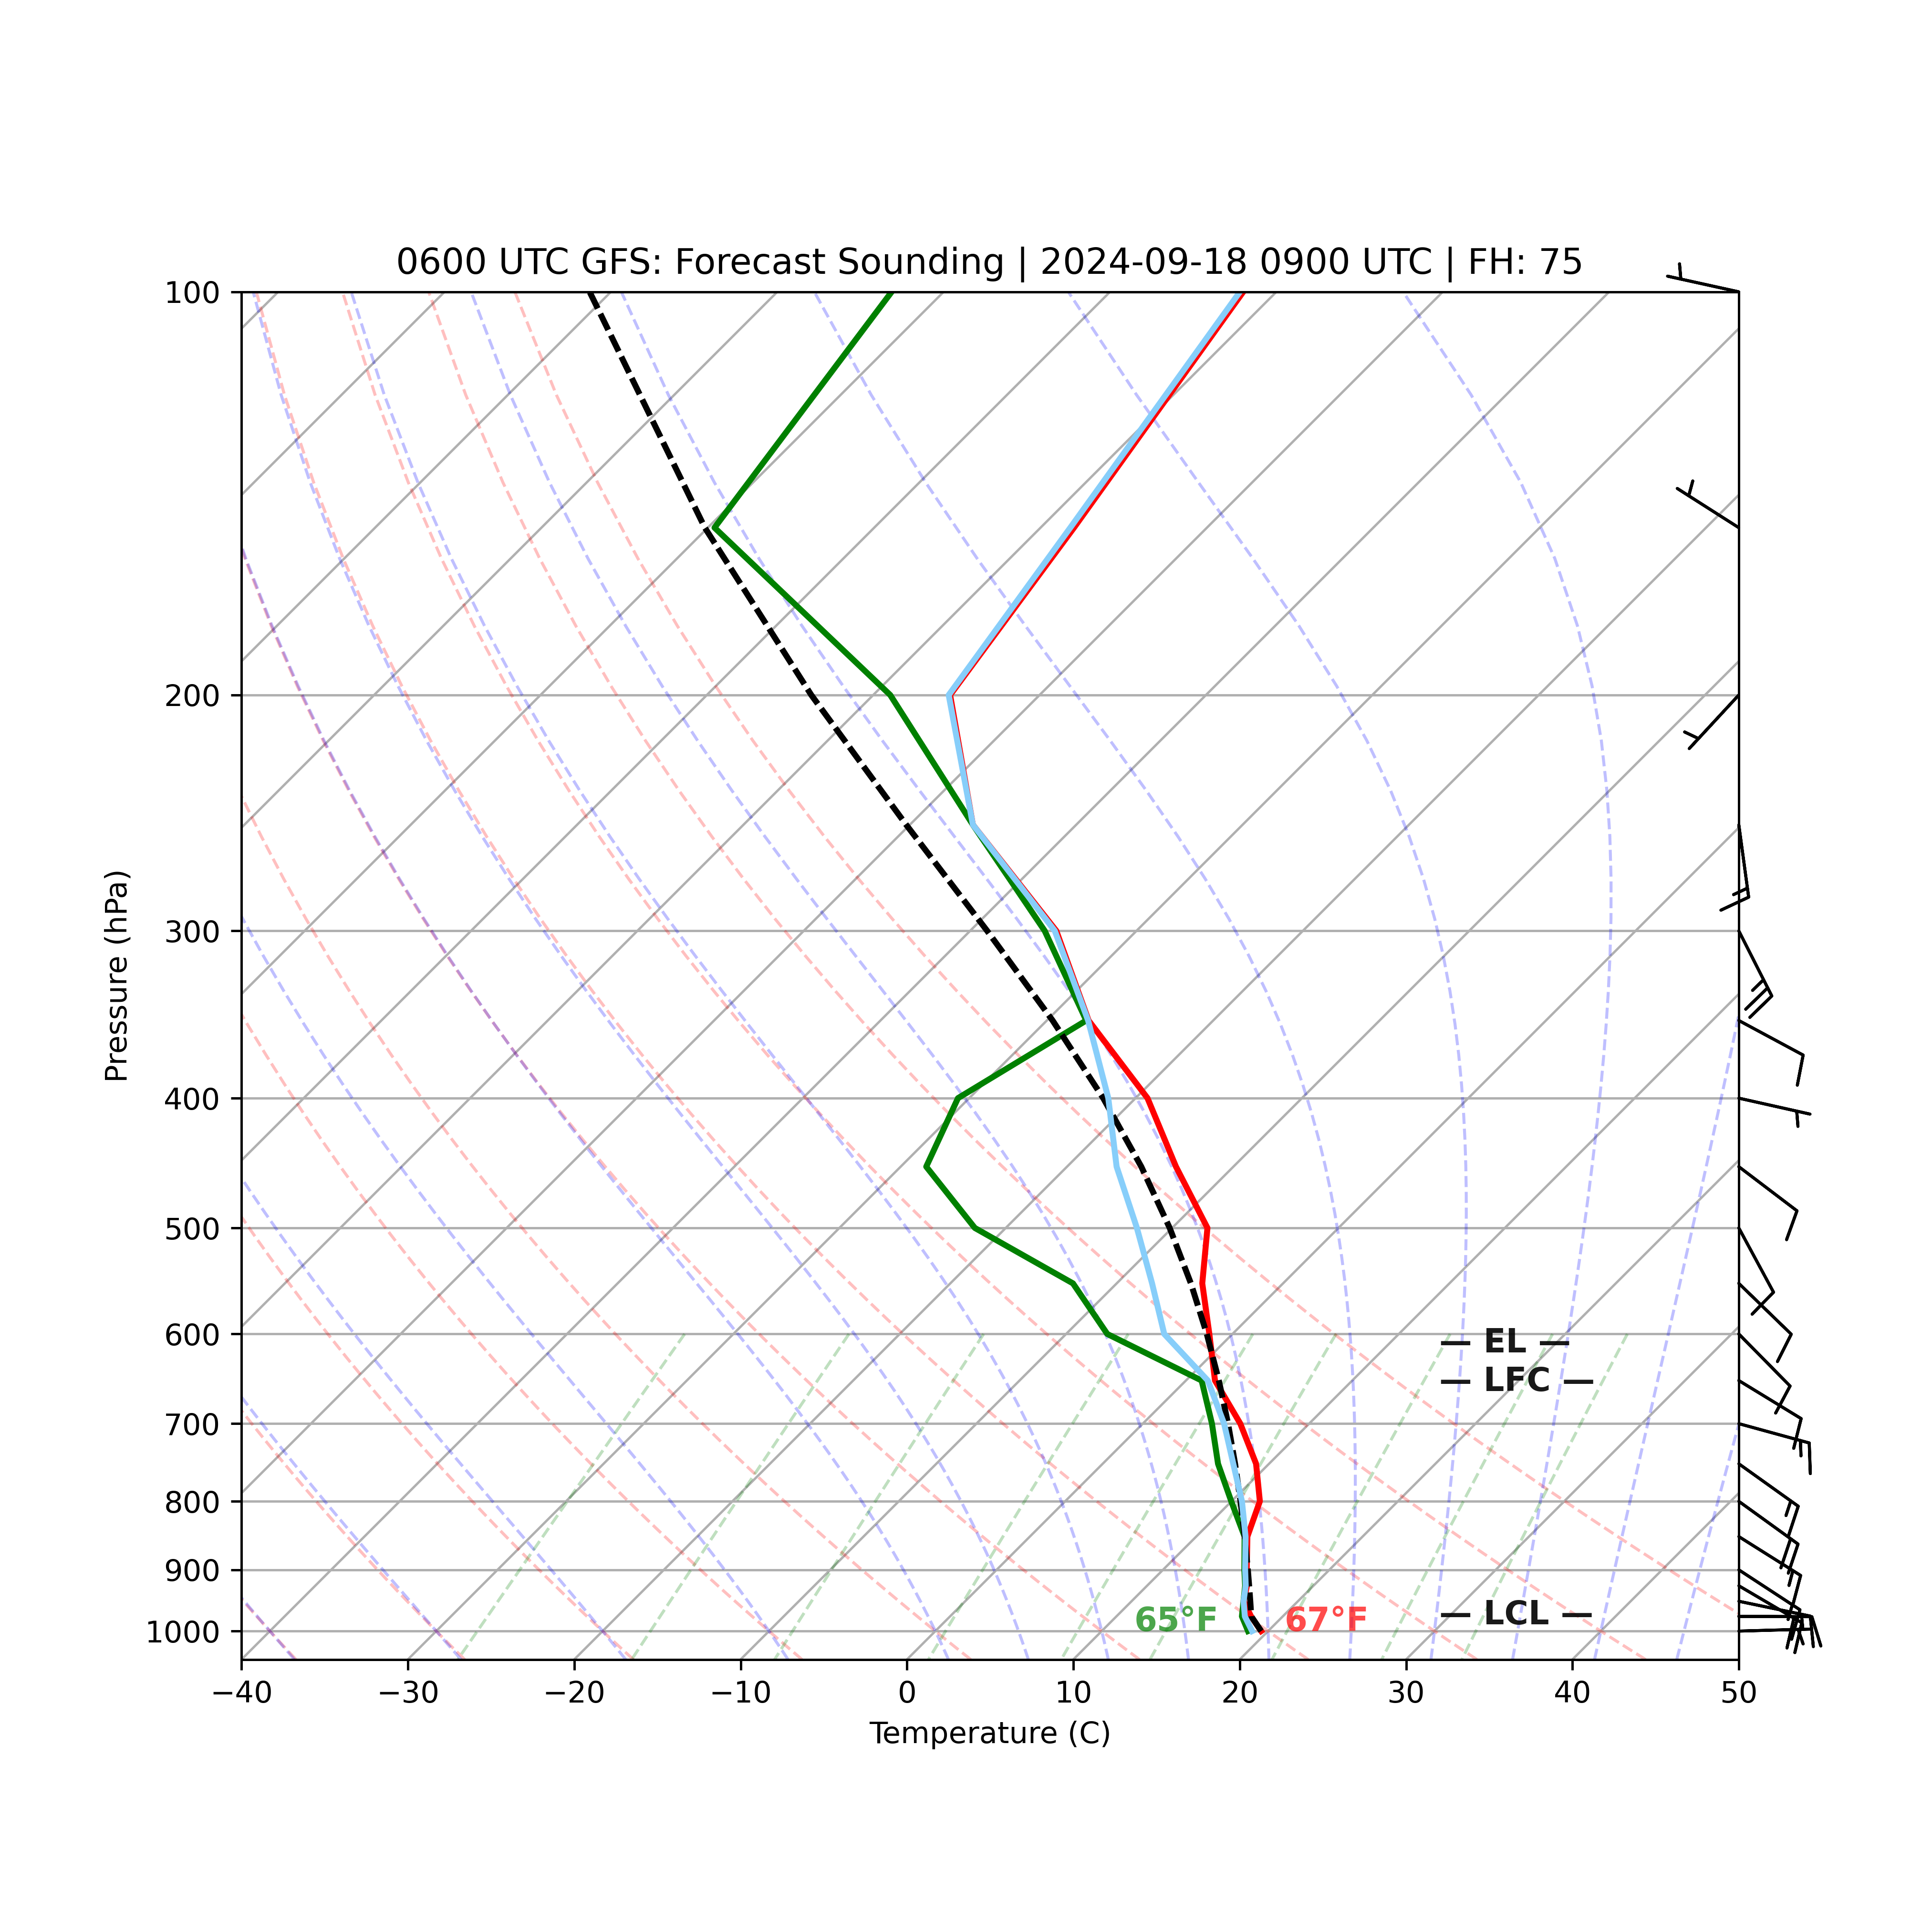 0600 UTC GFS: Forecast Sounding | 2024-09-18 0900 UTC | FH: 75
100
200
300
400
500
600
700
800
900
1000
Pressure (hPa)
— EL —
— LFC —
— LCL —
65°F
67°F
−40 −30 −20 −10 0 10 20 30 40 50
Temperature (C)